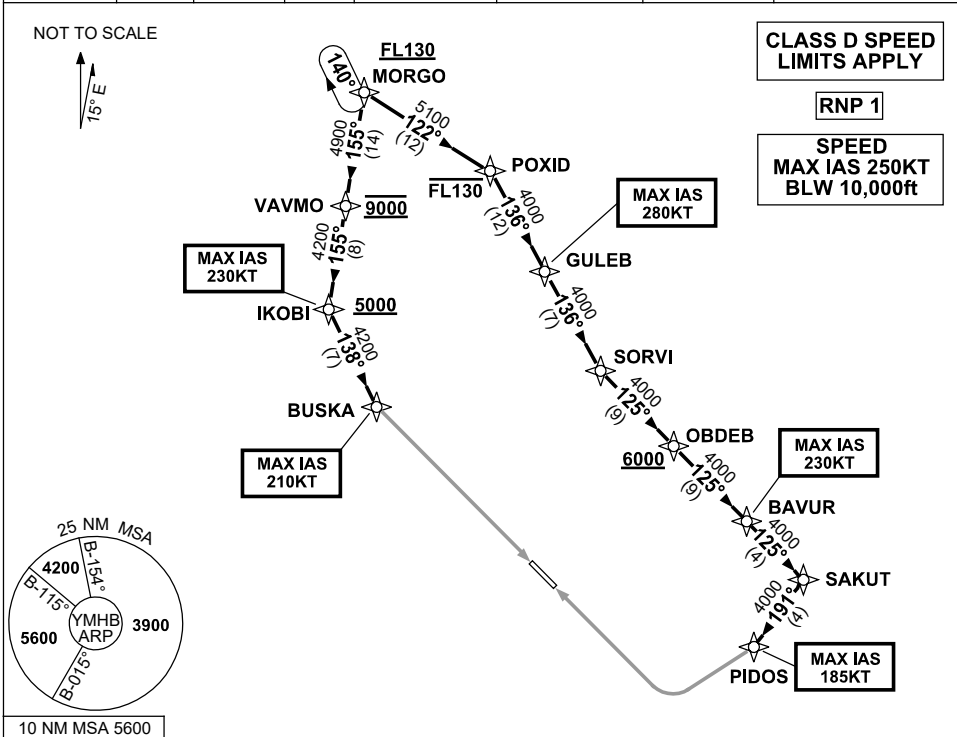 NOT TO SCALE
15° E
FL130
MORGO
140°
CLASS D SPEED
LIMITS APPLY
RNP 1
SPEED
MAX IAS 250KT
BLW 10,000ft
4900
155°
(14)
5100
122°
(12)
POXID
FL130
VAVMO
9000
4000
136°
(12)
MAX IAS
280KT
4200
155°
(8)
MAX IAS
230KT
GULEB
IKOBI
5000
4000
136°
(7)
4200
138°
(7)
SORVI
BUSKA
4000
125°
(9)
OBDEB
6000
MAX IAS
210KT
4000
125°
(9)
MAX IAS
230KT
BAVUR
4000
125°
(4)
SAKUT
4000
191°
(4)
PIDOS
MAX IAS
185KT
25 NM MSA
B-154°
4200
B-115°
YMHB
ARP
3900
5600
B-015°
10 NM MSA 5600